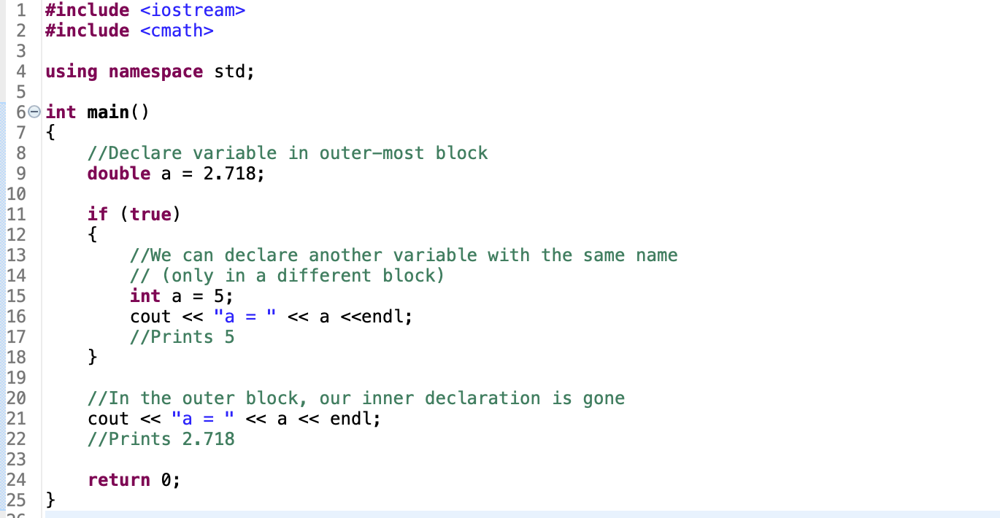 1 #include <iostream>
2 #include <cmath>
3
4 using namespace std;
5
6 int main()
7 {
8     //Declare variable in outer-most block
9     double a = 2.718;
10
11     if (true)
12     {
13         //We can declare another variable with the same name
14         // (only in a different block)
15         int a = 5;
16         cout << "a = " << a <<endl;
17         //Prints 5
18     }
19
20     //In the outer block, our inner declaration is gone
21     cout << "a = " << a << endl;
22     //Prints 2.718
23
24     return 0;
25 }